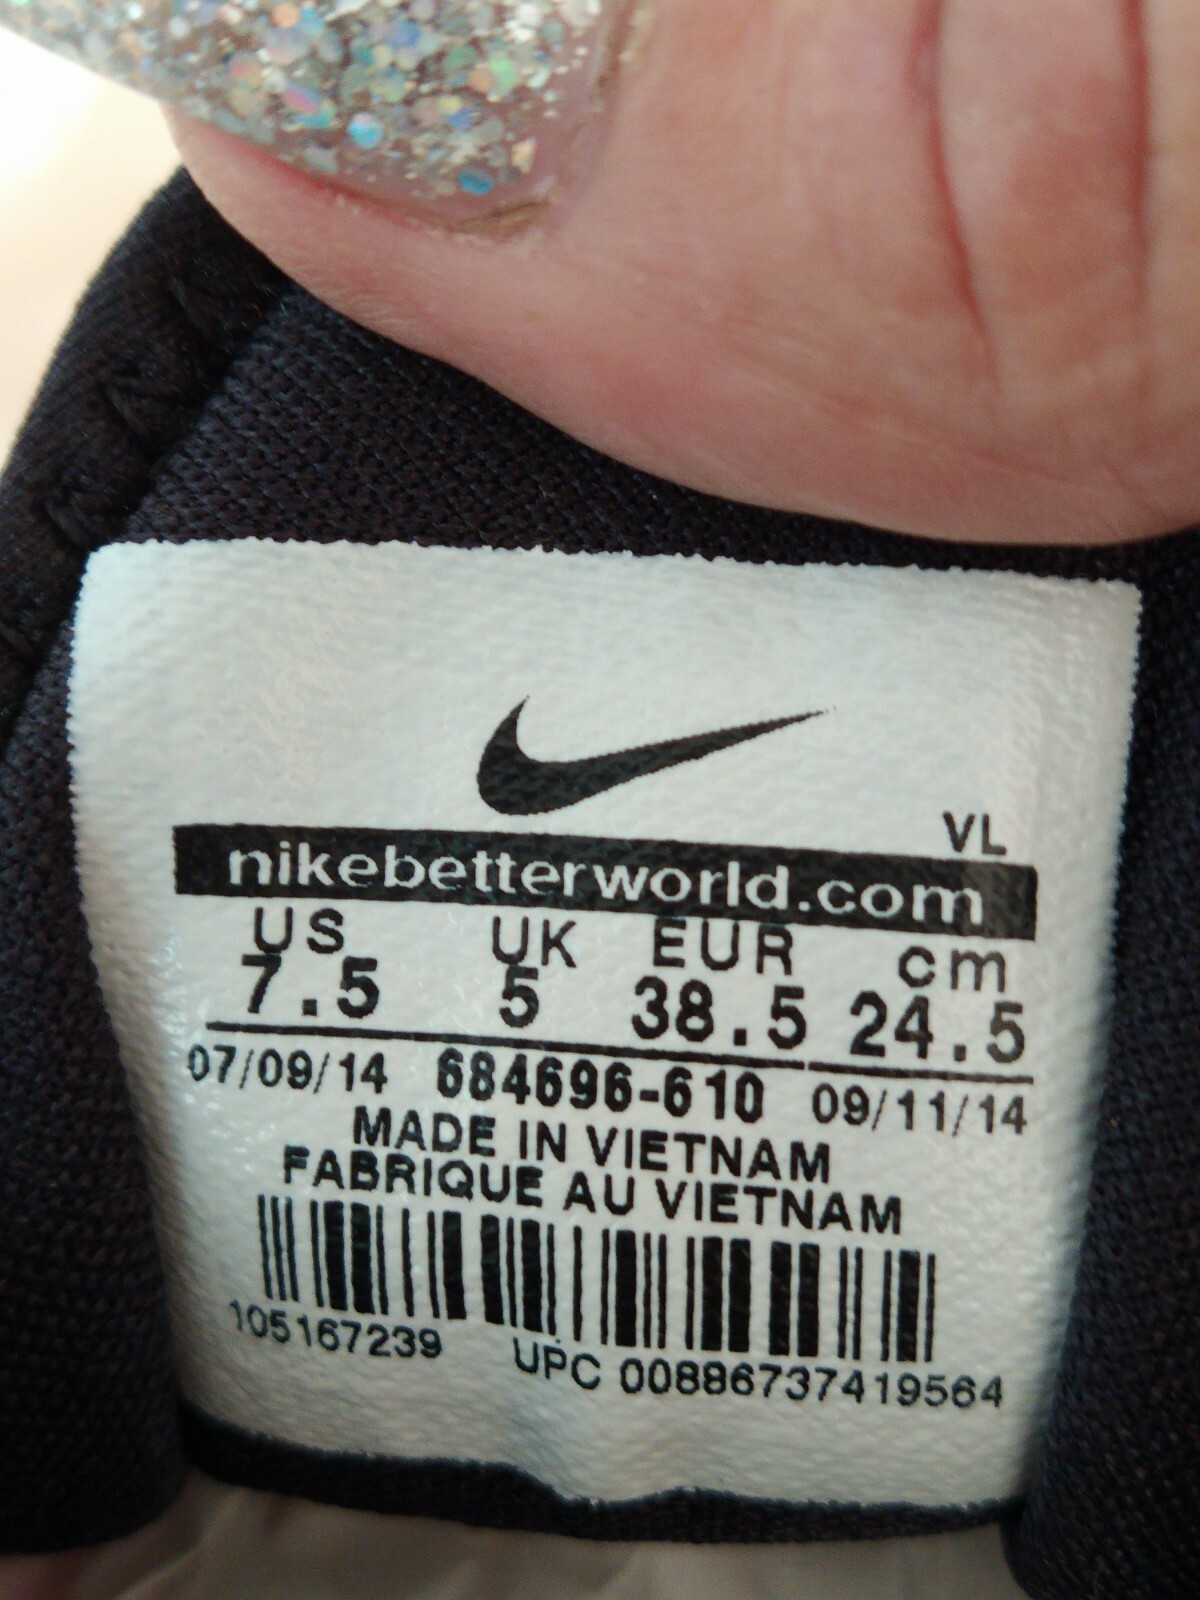 VL
nikebetterworld.com
US UK EUR cm
7.5 5 38.5 24.5
07/09/14 684696-610 09/11/14
MADE IN VIETNAM
FABRIQUE AU VIETNAM
105167239 UPC 00886737419564